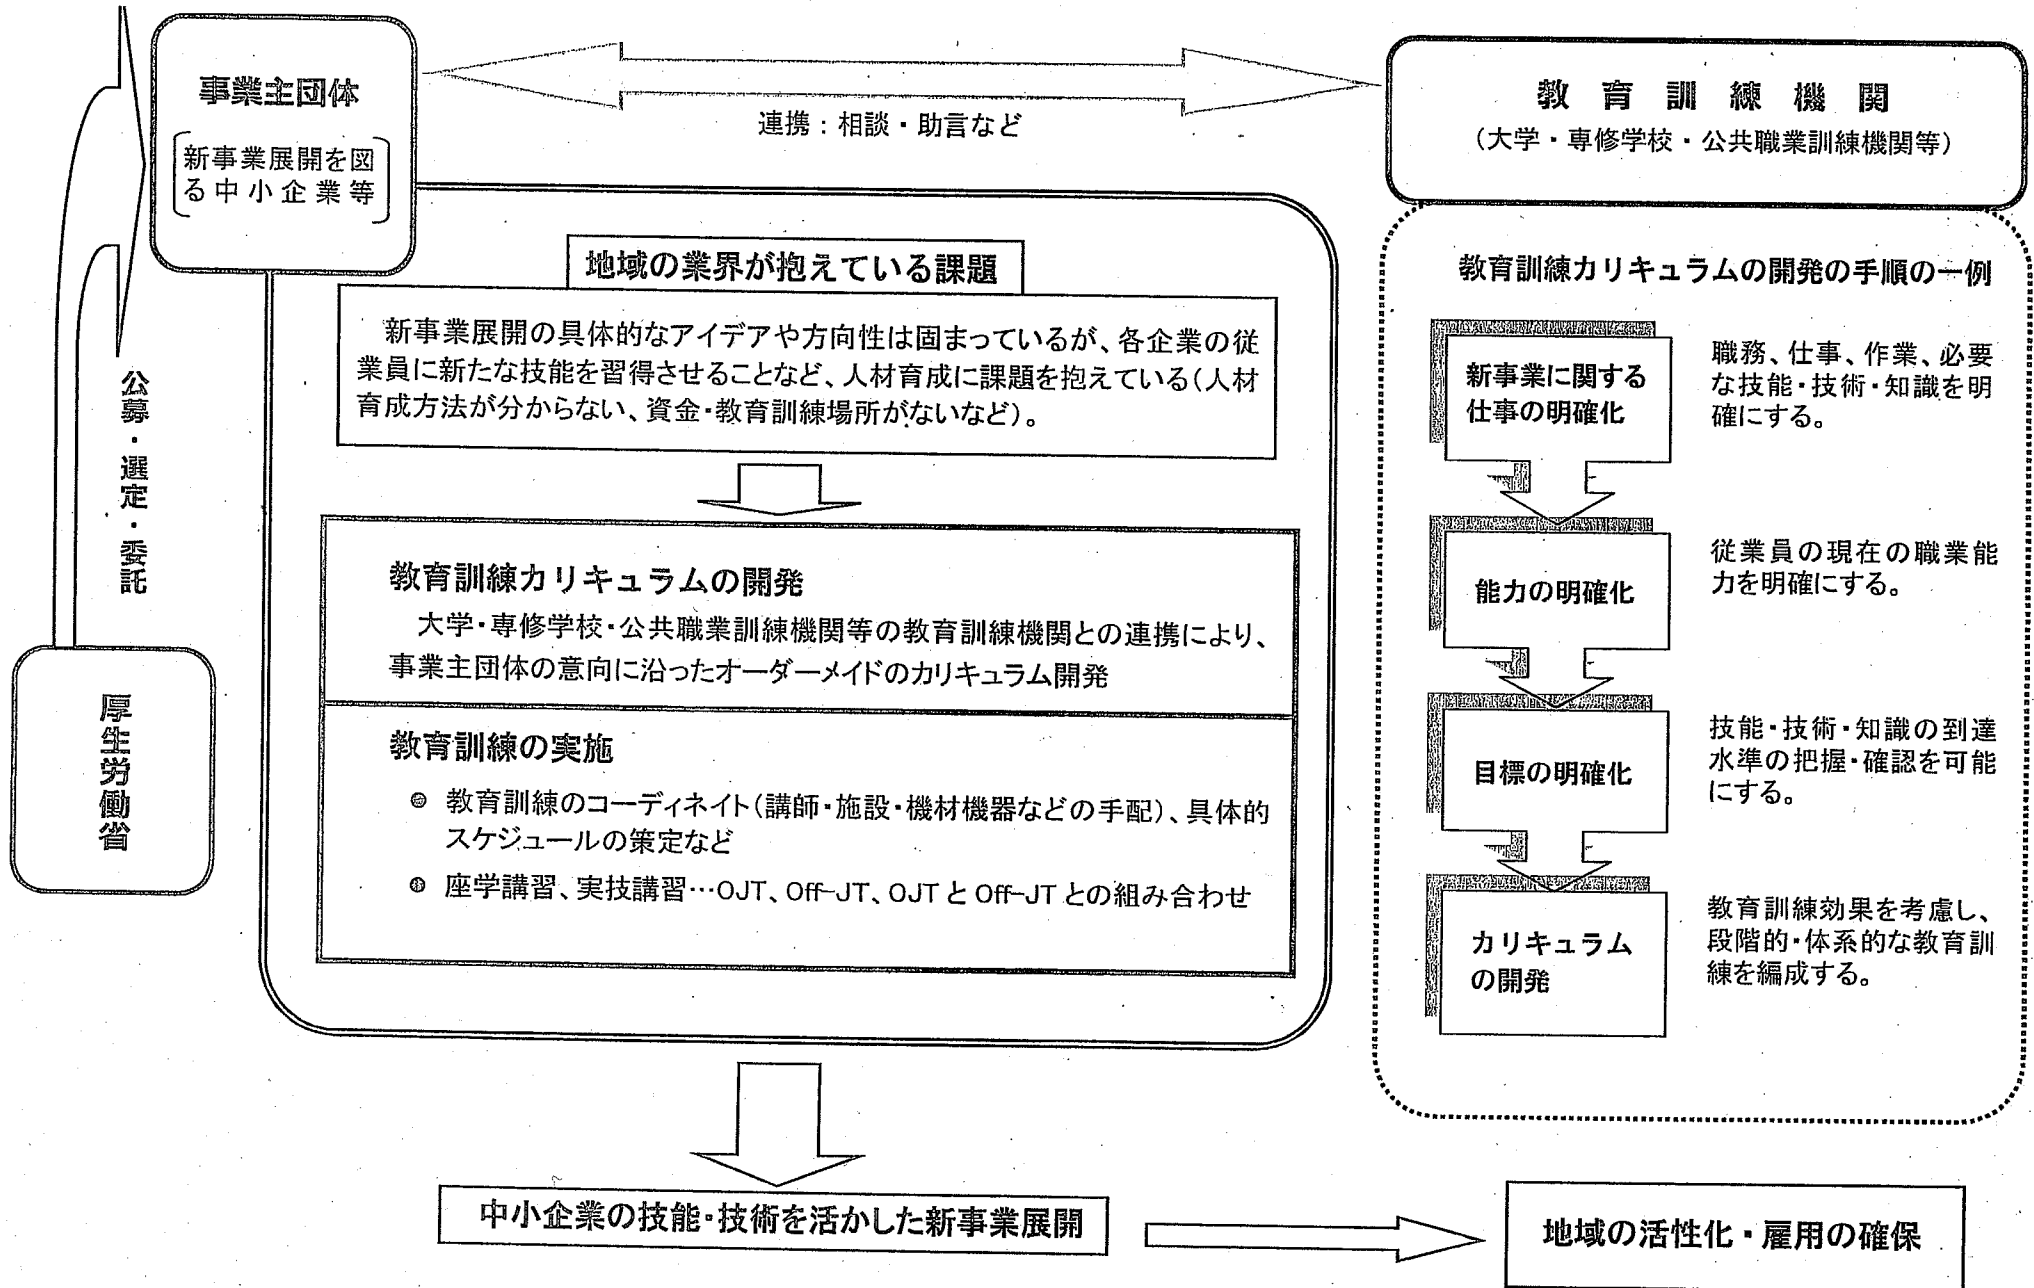 事業主団体
新事業展開を図
る中小企業等
連携：相談・助言など
教育訓練機関
（大学・専修学校・公共職業訓練機関等）
公募・選定・委託
厚生労働省
地域の業界が抱えている課題
新事業展開の具体的なアイデアや方向性は固まっているが、各企業の従
業員に新たな技能を習得させることなど、人材育成に課題を抱えている（人材
育成方法が分からない、資金・教育訓練場所がないなど）。
教育訓練カリキュラムの開発
大学・専修学校・公共職業訓練機関等の教育訓練機関との連携により、
事業主団体の意向に沿ったオーダーメイドのカリキュラム開発
教育訓練の実施
● 教育訓練のコーディネイト（講師・施設・機材機器などの手配）、具体的
スケジュールの策定など
● 座学講習、実技講習…OJT、Off-JT、OJTとOff-JTとの組み合わせ
教育訓練カリキュラムの開発の手順の一例
新事業に関する
仕事の明確化
職務、仕事、作業、必要
な技能・技術・知識を明
確にする。
能力の明確化
従業員の現在の職業能
力を明確にする。
目標の明確化
技能・技術・知識の到達
水準の把握・確認を可能
にする。
カリキュラム
の開発
教育訓練効果を考慮し、
段階的・体系的な教育訓
練を編成する。
中小企業の技能・技術を活かした新事業展開
地域の活性化・雇用の確保